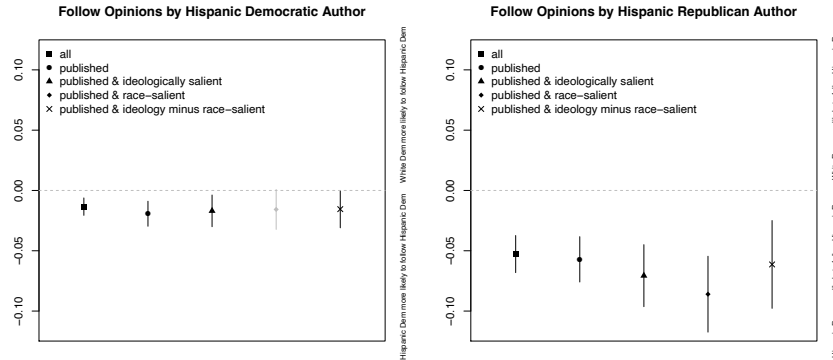 Follow Opinions by Hispanic Democratic Author
0.10
0.05
0.00
−0.05
−0.10
all
published
published & ideologically salient
published & race−salient
published & ideology minus race−salient
Hispanic Dem more likely to follow Hispanic Dem
White Dem more likely to follow Hispanic Dem
Follow Opinions by Hispanic Republican Author
0.10
0.05
0.00
−0.05
−0.10
all
published
published & ideologically salient
published & race−salient
published & ideology minus race−salient